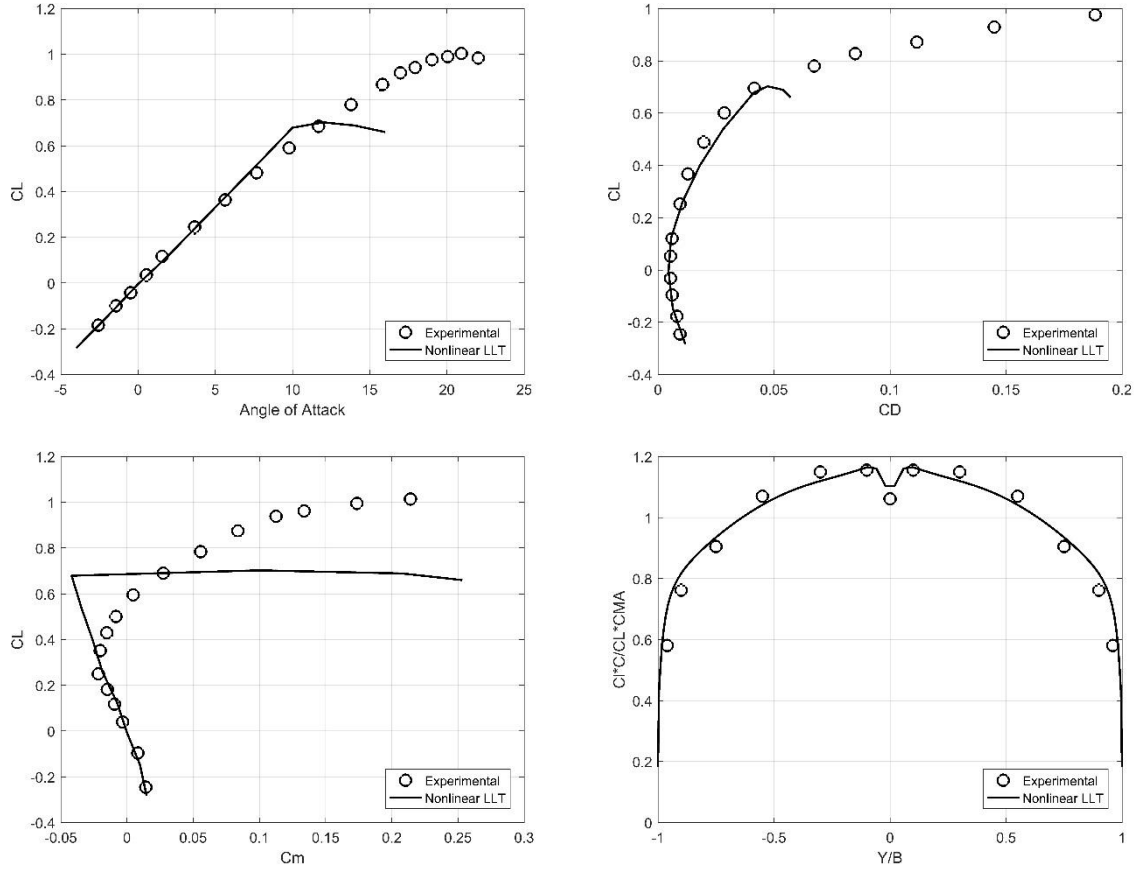 1.2
1
0.8
0.6
0.4
0.2
0
-0.2
-0.4
CL
-5 0 5 10 15 20 25
Angle of Attack
Experimental
Nonlinear LLT
1
0.8
0.6
0.4
0.2
0
-0.2
-0.4
CL
0 0.05 0.1 0.15 0.2
CD
Experimental
Nonlinear LLT
1.2
1
0.8
0.6
0.4
0.2
0
-0.2
-0.4
CL
-0.05 0 0.05 0.1 0.15 0.2 0.25 0.3
Cm
Experimental
Nonlinear LLT
1.2
1
0.8
0.6
0.4
0.2
0
Cl*C/CL*CMA
-1 -0.5 0 0.5 1
Y/B
Experimental
Nonlinear LLT